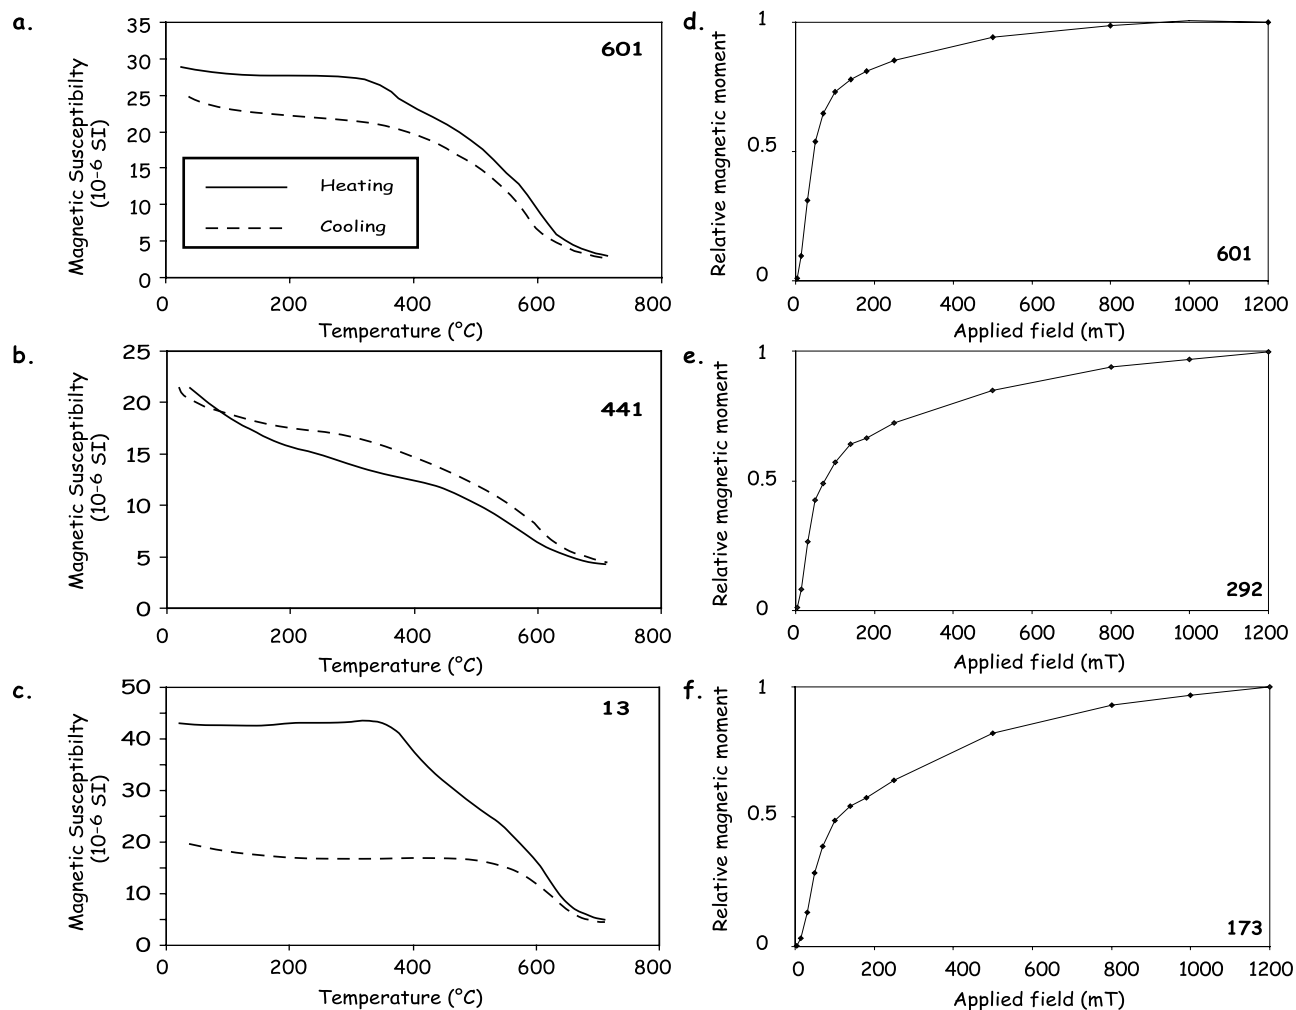 a.
35
30
25
20
15
10
5
0
Magnetic Susceptibilty
(10-6 SI)
601
Heating
Cooling
0 200 400 600 800
Temperature (°C)
d.
1
0.5
0
Relative magnetic moment
601
0 200 400 600 800 1000 1200
Applied field (mT)
b.
25
20
15
10
5
0
Magnetic Susceptibilty
(10-6 SI)
441
0 200 400 600 800
Temperature (°C)
e.
1
0.5
0
Relative magnetic moment
292
0 200 400 600 800 1000 1200
Applied field (mT)
c.
50
40
30
20
10
0
Magnetic Susceptibilty
(10-6 SI)
13
0 200 400 600 800
Temperature (°C)
f.
1
0.5
0
Relative magnetic moment
173
0 200 400 600 800 1000 1200
Applied field (mT)